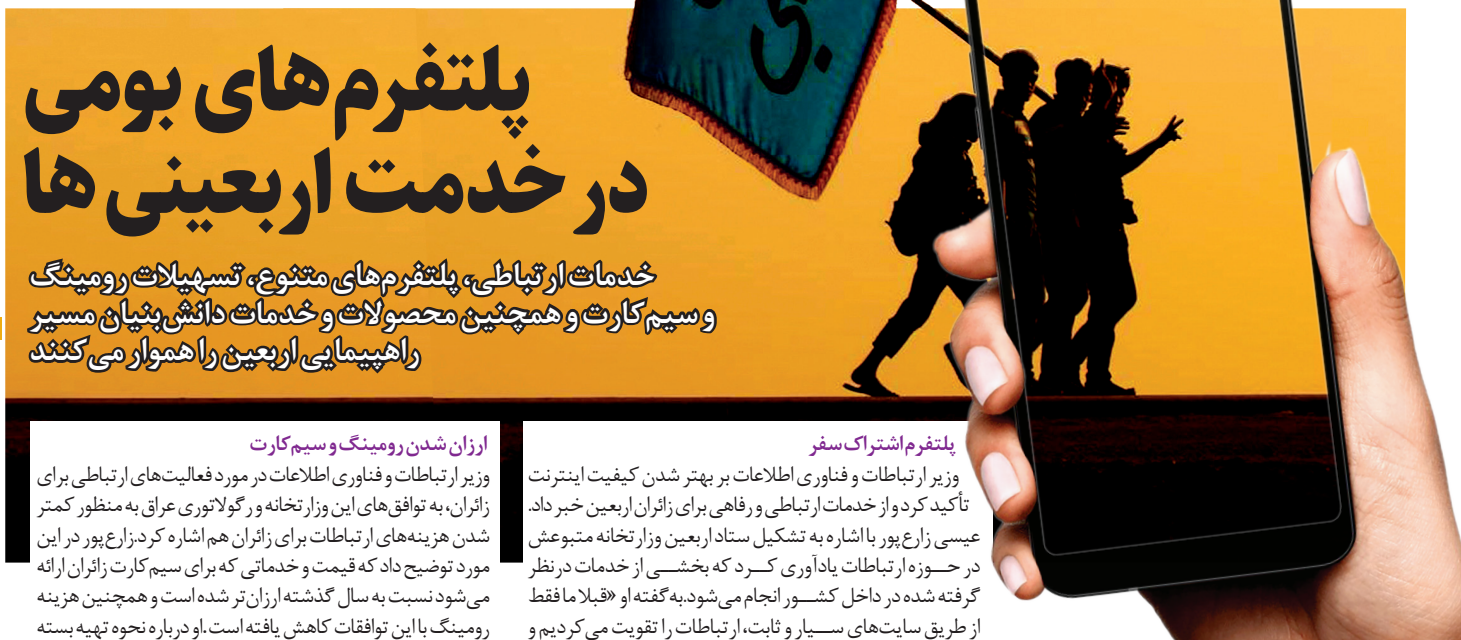 پلتفرم‌های بومی
در خدمت اربعینی‌ها
خدمات ارتباطی، پلتفرم‌های متنوع، تسهیلات رومینگ
و سیم‌کارت و همچنین محصولات و خدمات دانش‌بنیان مسیر
راهپیمایی اربعین را هموار می‌کنند
پلتفرم اشتراک سفر
وزیر ارتباطات و فناوری اطلاعات بر بهتر شدن کیفیت اینترنت
تأکید کرد و از خدمات ارتباطی و رفاهی برای زائران اربعین خبر داد.
عیسی زارع‌پور با اشاره به تشکیل ستاد اربعین وزارتخانه متبوعش
در حوزه ارتباطات یادآوری کرد که بخشی از خدمات درنظر
گرفته شده در داخل کشور انجام می‌شود.به‌گفته او «قبلا ما فقط
از طریق سایت‌های سیار و ثابت، ارتباطات را تقویت می‌کردیم و
ارزان شدن رومینگ و سیم‌کارت
وزیر ارتباطات و فناوری اطلاعات در مورد فعالیت‌های ارتباطی برای
زائران، به توافق‌های این وزارتخانه و رگولاتوری عراق به منظور کمتر
شدن هزینه‌های ارتباطات برای زائران هم اشاره کرد.زارع‌پور در این
مورد توضیح داد که قیمت و خدماتی که برای سیم‌کارت زائران ارائه
می‌شود نسبت به سال گذشته ارزان‌تر شده است و همچنین هزینه
رومینگ با این توافقات کاهش یافته است.او درباره نحوه تهیه بسته